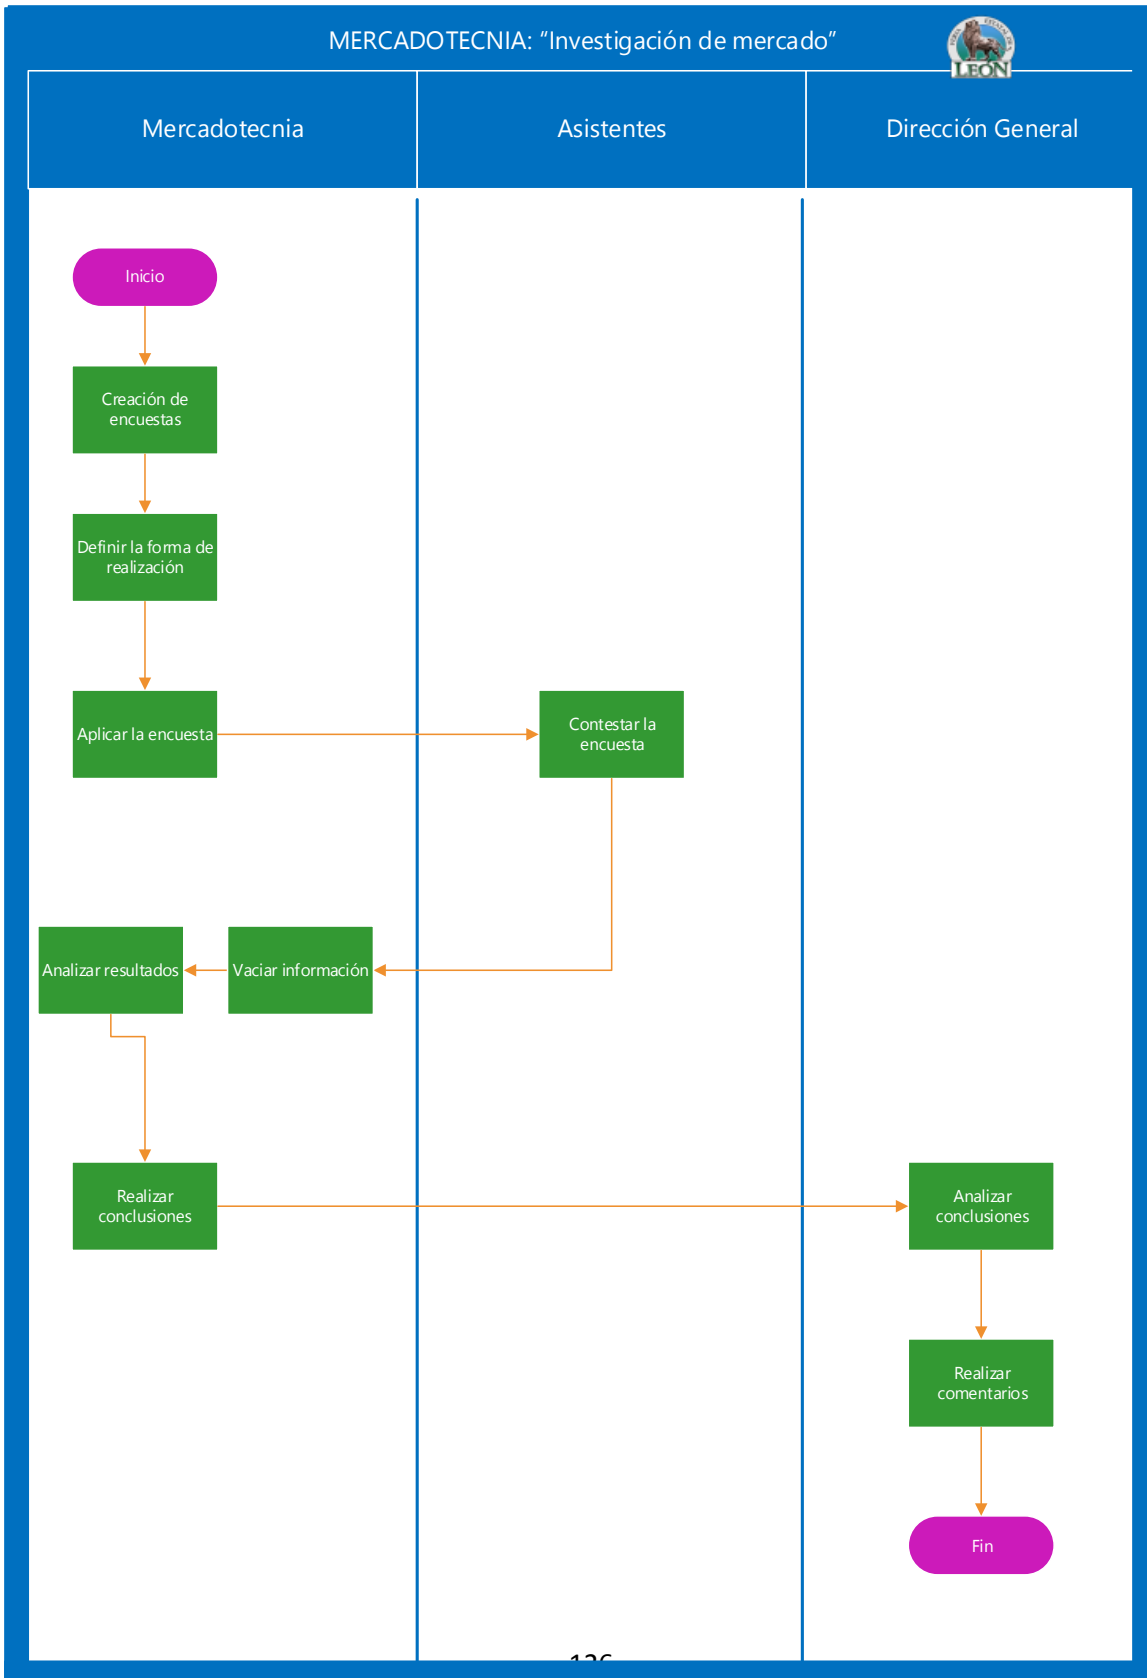 MERCADOTECNIA: “Investigación de mercado”
LEÓN
Mercadotecnia
Asistentes
Dirección General
Inicio
Creación de
encuestas
Definir la forma de
realización
Aplicar la encuesta
Contestar la
encuesta
Analizar resultados
Vaciar información
Realizar
conclusiones
Analizar
conclusiones
Realizar
comentarios
Fin